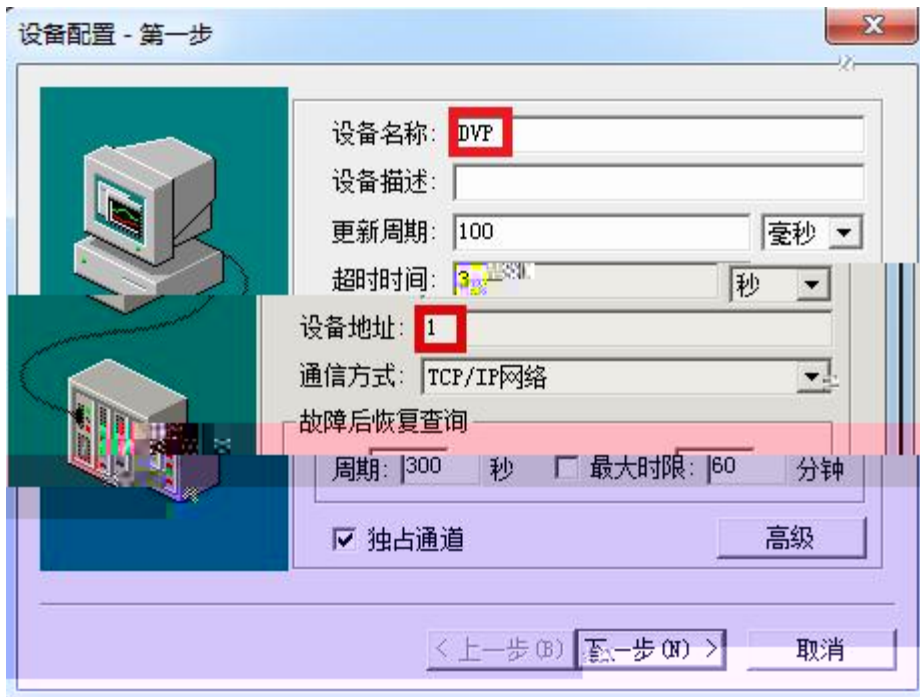 设备配置 - 第一步
设备名称: DVP
设备描述:
更新周期: 100 毫秒
超时时间: 3 秒
设备地址: 1
通信方式: TCP/IP网络
故障后恢复查询
周期: 300 秒 最大时限: 60 分钟
独占通道 高级
<上一步(B) 下一步(N)> 取消